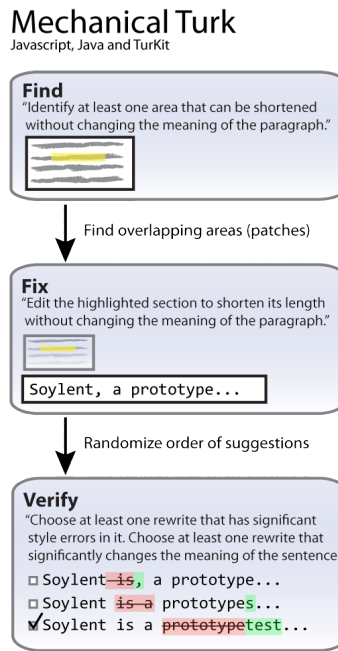 Mechanical Turk
Javascript, Java and TurKit
Find
“Identify at least one area that can be shortened
without changing the meaning of the paragraph.”
Find overlapping areas (patches)
Fix
“Edit the highlighted section to shorten its length
without changing the meaning of the paragraph.”
Soylent, a prototype...
Randomize order of suggestions
Verify
“Choose at least one rewrite that has significant
style errors in it. Choose at least one rewrite that
significantly changes the meaning of the sentence
Soylent is, a prototype...
Soylent is a prototypes...
Soylent is a prototypetest...